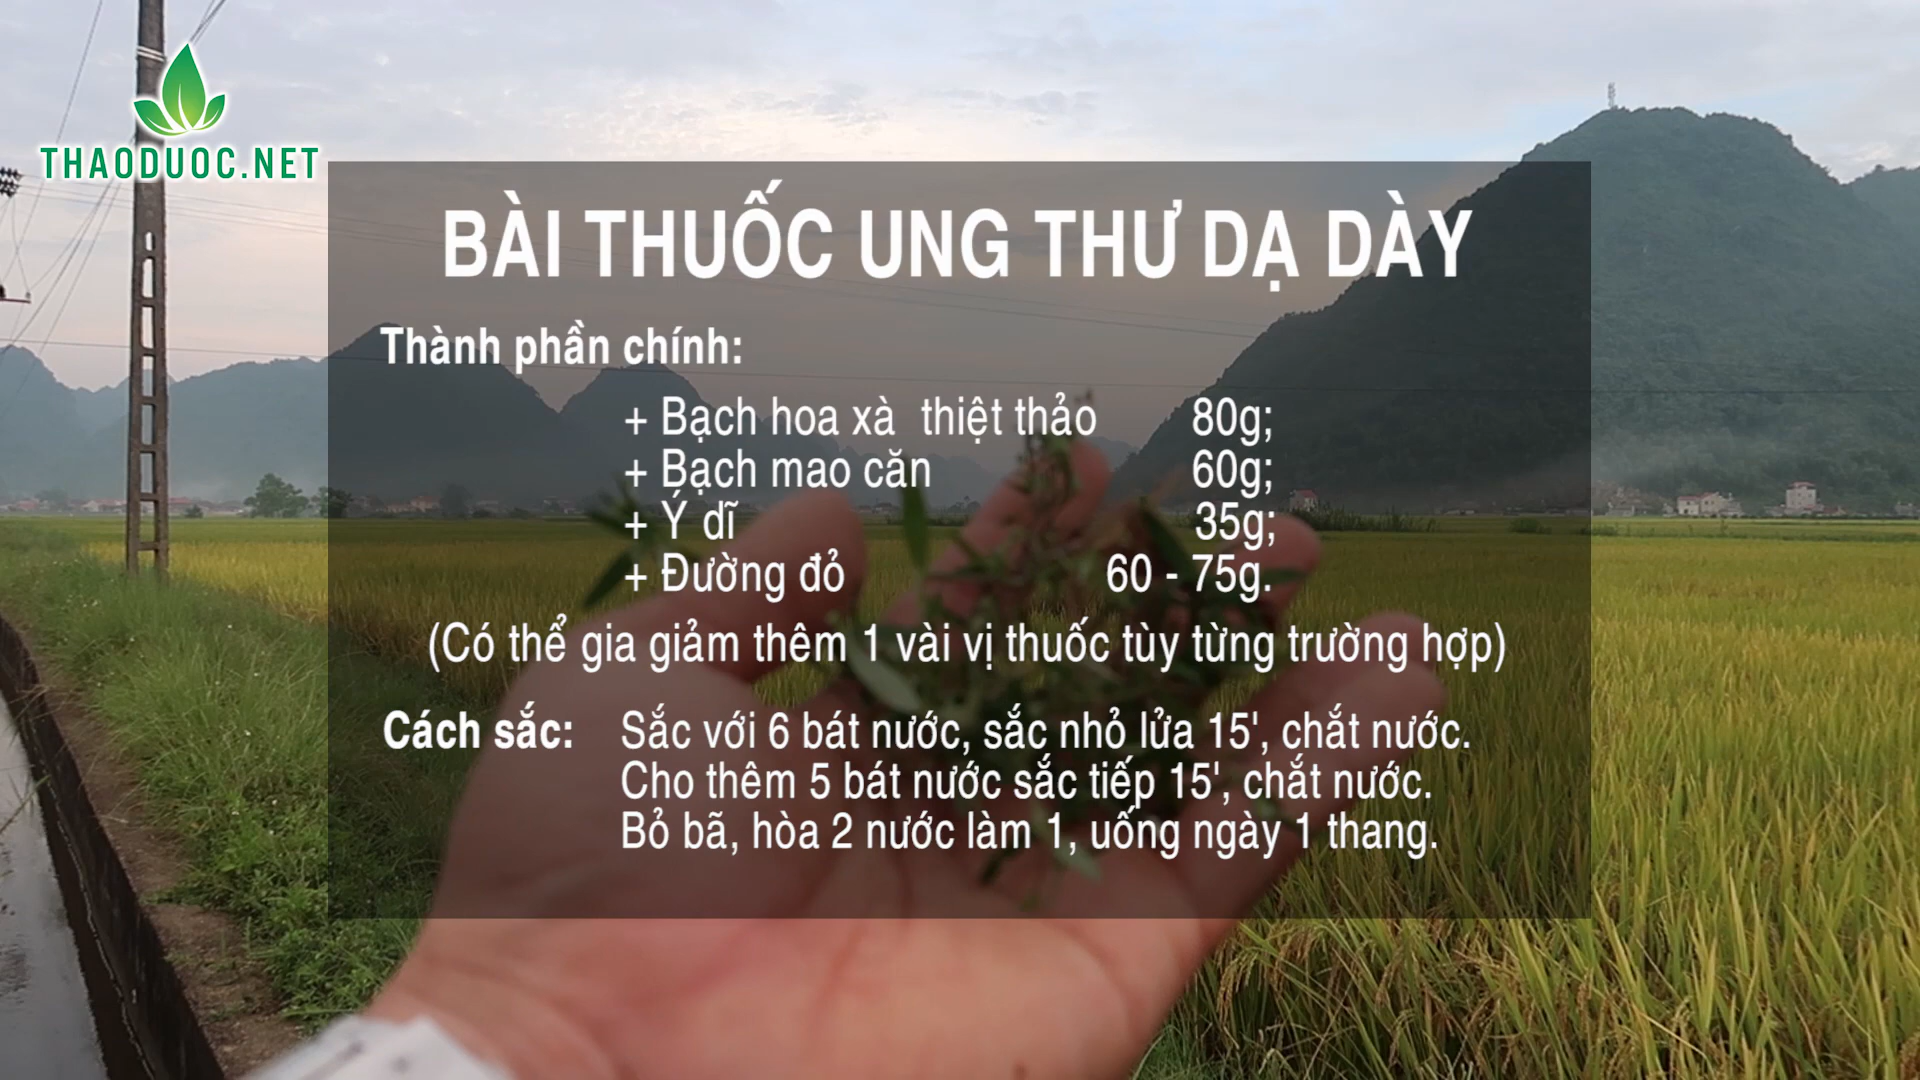 THAODUOC.NET
BÀI THUỐC UNG THƯ DẠ DÀY
Thành phần chính:
+ Bạch hoa xà thiệt thảo 80g;
+ Bạch mao căn 60g;
+ Ý dĩ 35g;
+ Đường đỏ 60 - 75g.
(Có thể gia giảm thêm 1 vài vị thuốc tùy từng trường hợp)
Cách sắc: Sắc với 6 bát nước, sắc nhỏ lửa 15', chắt nước.
Cho thêm 5 bát nước sắc tiếp 15', chắt nước.
Bỏ bã, hòa 2 nước làm 1, uống ngày 1 thang.